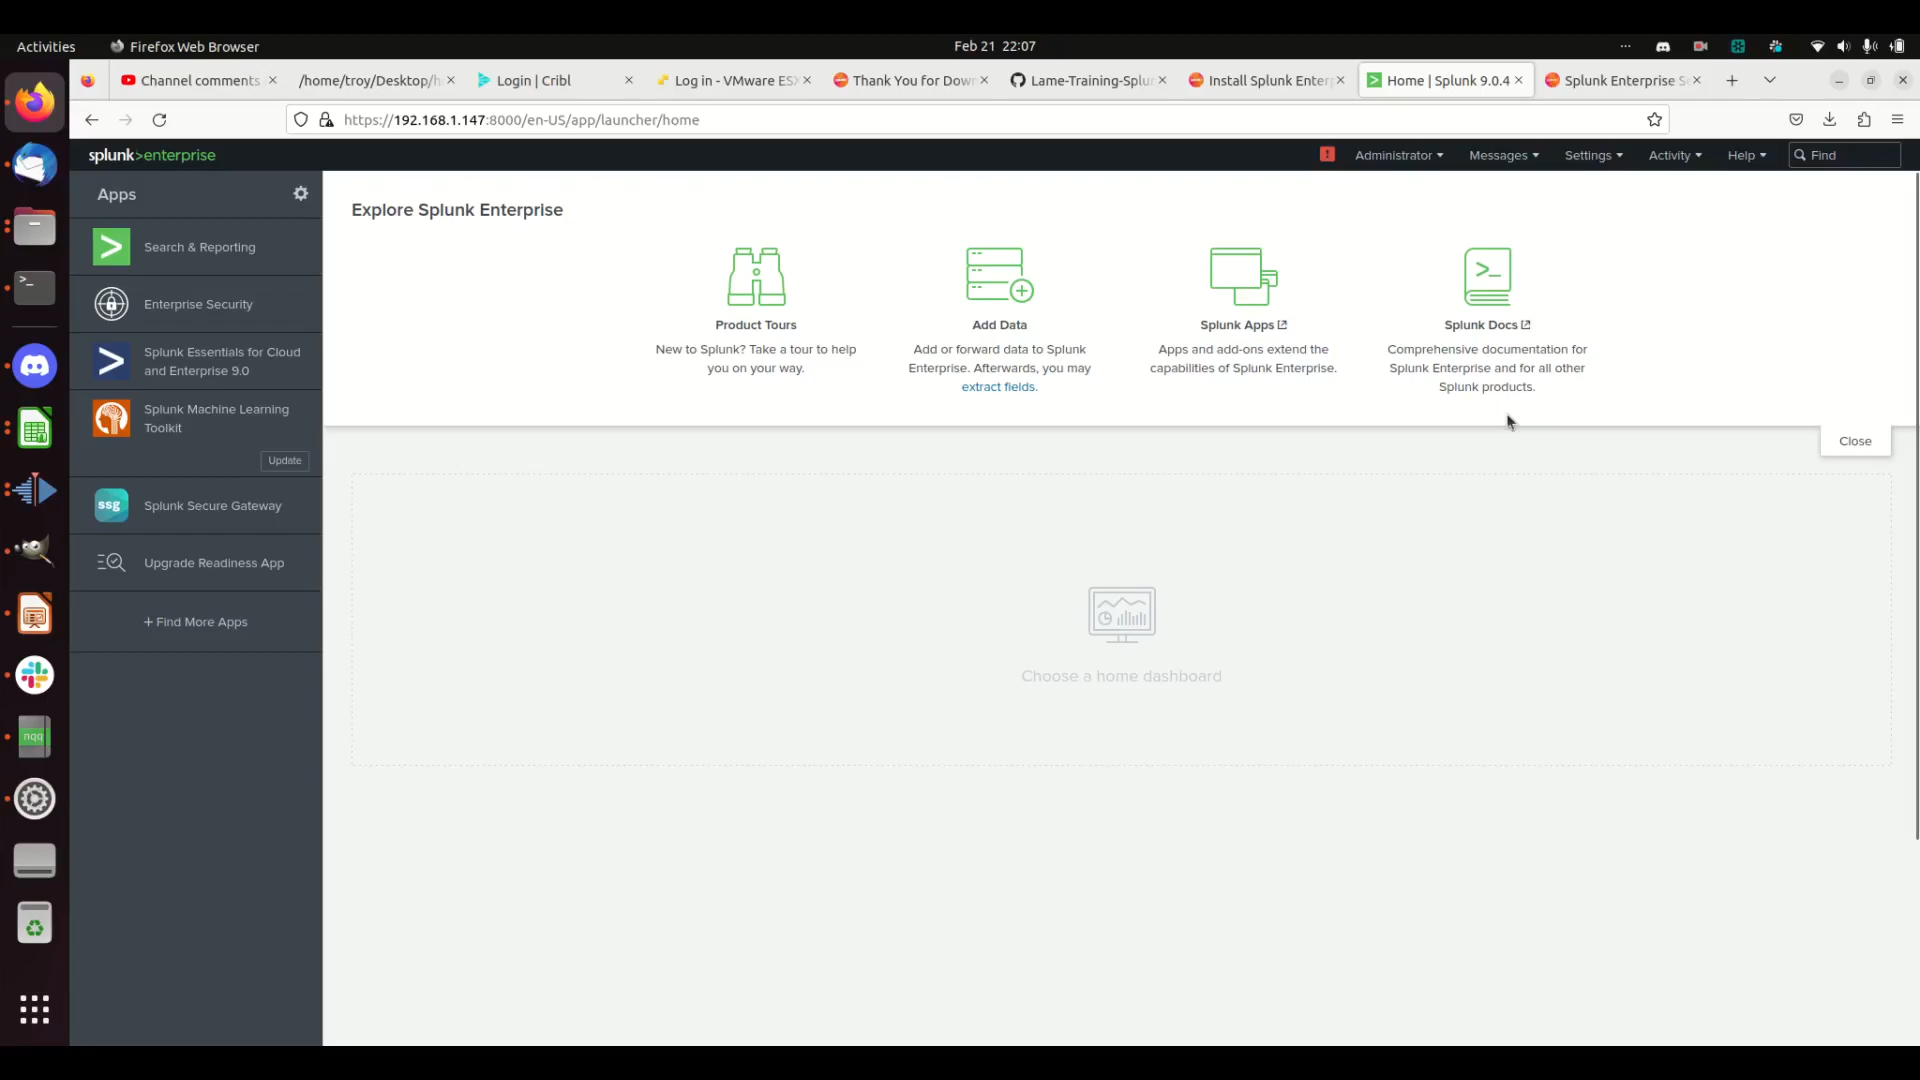 Activities
Firefox Web Browser
Feb 21 22:07
Channel comments
/home/troy/Desktop/h
Login | Cribl
Log in - VMware ESX
Thank You for Down
Lame-Training-Splun
Install Splunk Enterp
Home | Splunk 9.0.4
Splunk Enterprise Se
https://192.168.1.147:8000/en-US/app/launcher/home
splunk>enterprise
!
Administrator
Messages
Settings
Activity
Help
Find
Apps
Search & Reporting
Enterprise Security
Splunk Essentials for Cloud
and Enterprise 9.0
Splunk Machine Learning
Toolkit
Update
ssg
Splunk Secure Gateway
Upgrade Readiness App
+ Find More Apps
Explore Splunk Enterprise
Product Tours
New to Splunk? Take a tour to help
you on your way.
Add Data
Add or forward data to Splunk
Enterprise. Afterwards, you may
extract fields.
Splunk Apps
Apps and add-ons extend the
capabilities of Splunk Enterprise.
Splunk Docs
Comprehensive documentation for
Splunk Enterprise and for all other
Splunk products.
Close
Choose a home dashboard
nqq